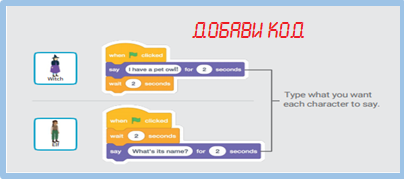 ДОБАВИ КОД
when clicked
say I have a pet owl! for 2 seconds
wait 2 seconds
Witch
Type what you want
each character to say.
when clicked
wait 2 seconds
say What's its name? for 2 seconds
Elf